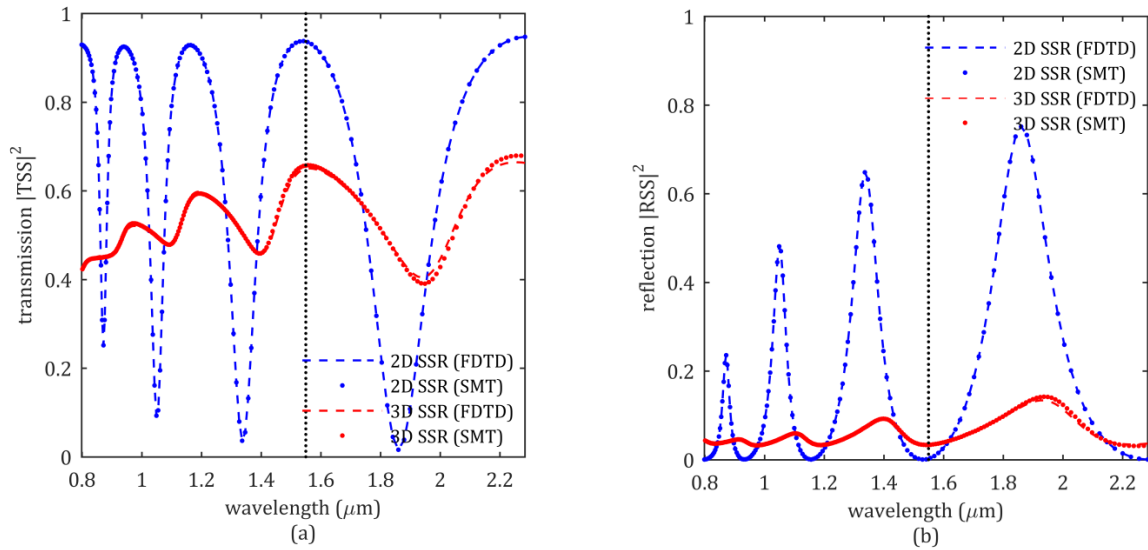 transmission |TSS|²
1
0.8
0.6
0.4
0.2
0
2D SSR (FDTD)
2D SSR (SMT)
3D SSR (FDTD)
3D SSR (SMT)
0.8 1 1.2 1.4 1.6 1.8 2 2.2
wavelength (μm)
(a)
reflection |RSS|²
1
0.8
0.6
0.4
0.2
0
2D SSR (FDTD)
2D SSR (SMT)
3D SSR (FDTD)
3D SSR (SMT)
0.8 1 1.2 1.4 1.6 1.8 2 2.2
wavelength (μm)
(b)